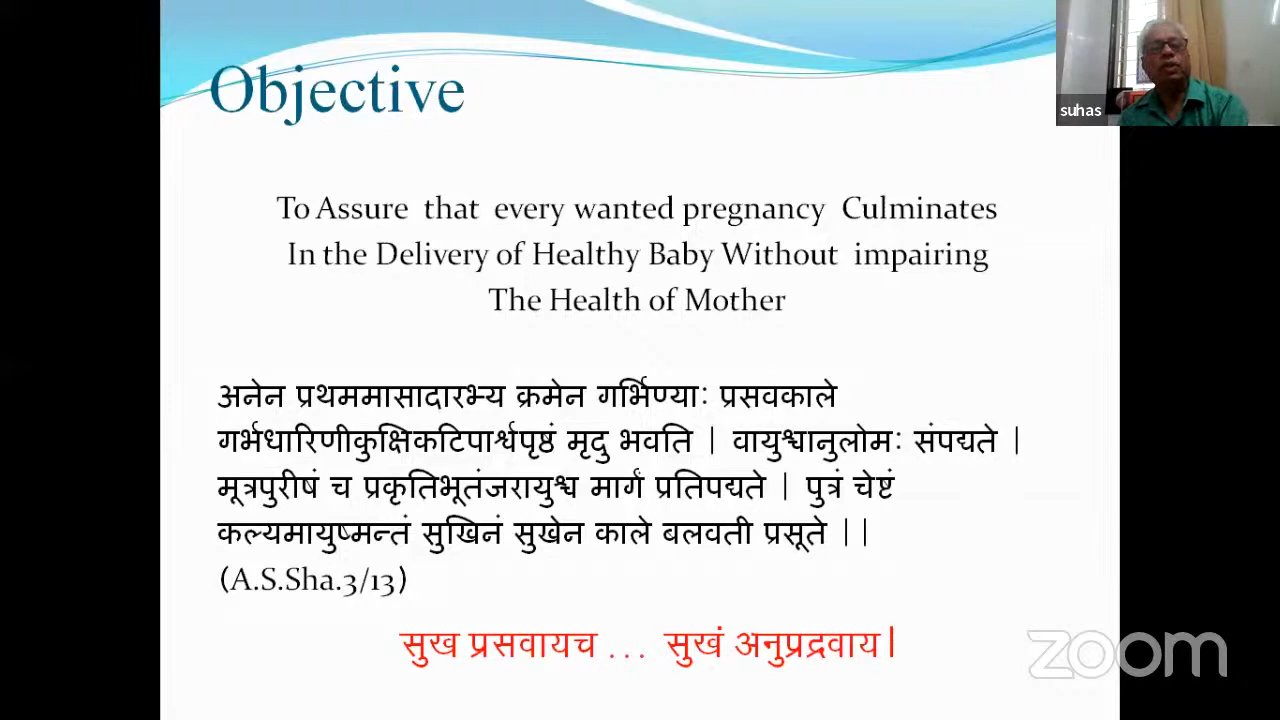 Objective
suhas
To Assure that every wanted pregnancy Culminates
In the Delivery of Healthy Baby Without impairing
The Health of Mother
अनेन प्रथममासादारभ्य क्रमेन गर्भिण्याः प्रसवकाले
गर्भधारिणीकुक्षिकटिपार्श्वपृष्ठं मृदु भवति | वायुश्चानुलोमः संपद्यते |
मूत्रपुरीषं च प्रकृतिभूतंजरायुश्च मार्गं प्रतिपद्यते | पुत्रं चेष्टं
कल्यमायुष्मन्तं सुखिनं सुखेन काले बलवती प्रसूते ||
(A.S.Sha.3/13)
सुख प्रसवायच ... सुखं अनुप्रद्रवाय|
zoom